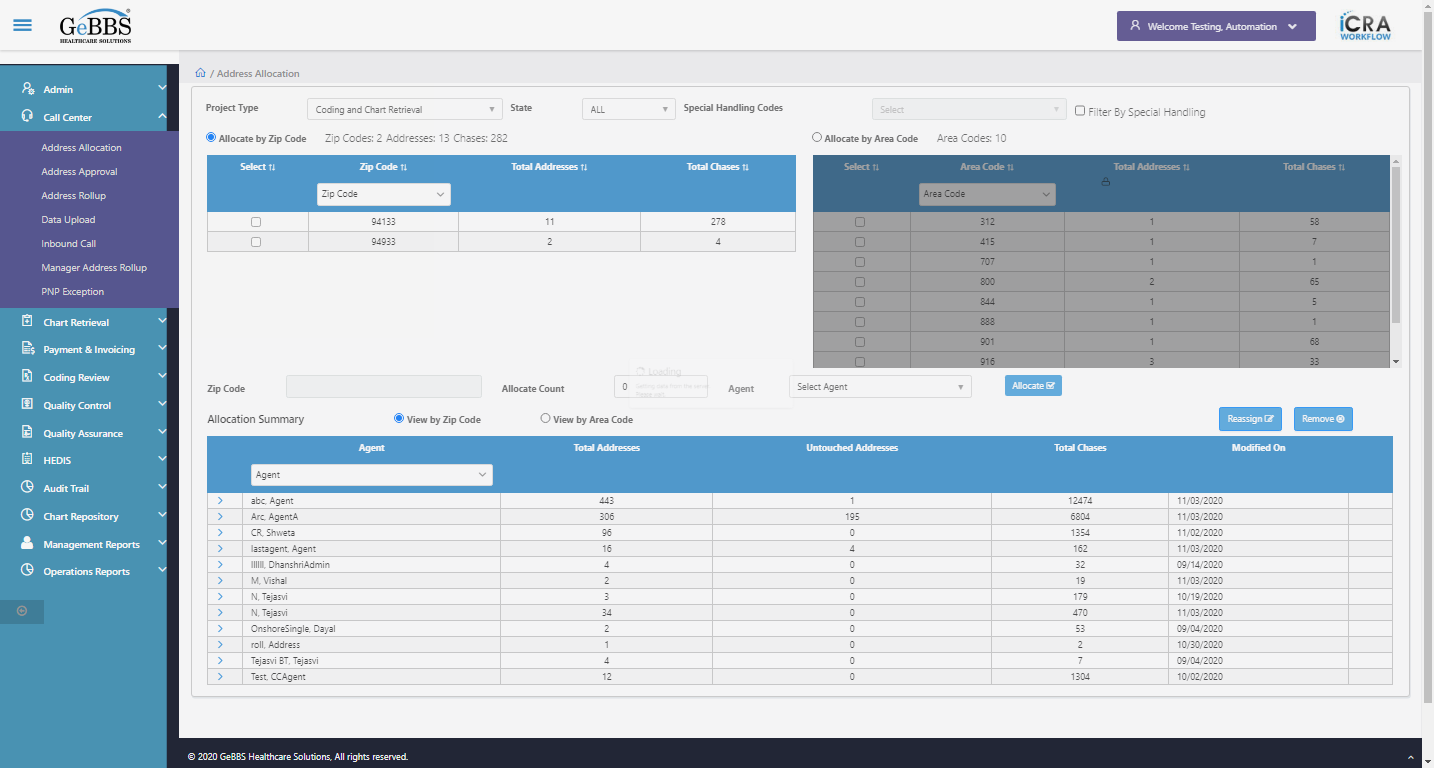 GeBBS
HEALTHCARE SOLUTIONS
Welcome Testing, Automation
iCRA
WORKFLOW
Admin
Call Center
Address Allocation
Address Approval
Address Rollup
Data Upload
Inbound Call
Manager Address Rollup
PNP Exception
Chart Retrieval
Payment & Invoicing
Coding Review
Quality Control
Quality Assurance
HEDIS
Audit Trail
Chart Repository
Management Reports
Operations Reports
/ Address Allocation
Project Type Coding and Chart Retrieval State ALL Special Handling Codes Select Filter By Special Handling
Allocate by Zip Code Zip Codes: 2 Addresses: 13 Chases: 282
Select Zip Code Total Addresses Total Chases
Zip Code
94133 11 278
94933 2 4
Allocate by Area Code Area Codes: 10
Select Area Code Total Addresses Total Chases
Area Code
312 1 58
415 1 7
707 1 1
800 2 65
844 1 5
888 1 1
901 1 68
916 3 33
Loading
Getting data from the server
Please wait.
Zip Code Allocate Count 0 Agent Select Agent Allocate
Allocation Summary View by Zip Code View by Area Code Reassign Remove
Agent Total Addresses Untouched Addresses Total Chases Modified On
Agent
abc, Agent 443 1 12474 11/03/2020
Arc, AgentA 306 195 6804 11/03/2020
CR, Shweta 96 0 1354 11/02/2020
lastagent, Agent 16 4 162 11/03/2020
DhanshriAdmin 4 0 32 09/14/2020
M, Vishal 2 0 19 11/03/2020
N, Tejasvi 3 0 179 10/19/2020
N, Tejasvi 34 0 470 11/03/2020
OnshoreSingle, Dayal 2 0 53 09/04/2020
roll, Address 1 0 2 10/30/2020
Tejasvi BT, Tejasvi 4 0 7 09/04/2020
Test, CCAgent 12 0 1304 10/02/2020
© 2020 GeBBS Healthcare Solutions, All rights reserved.